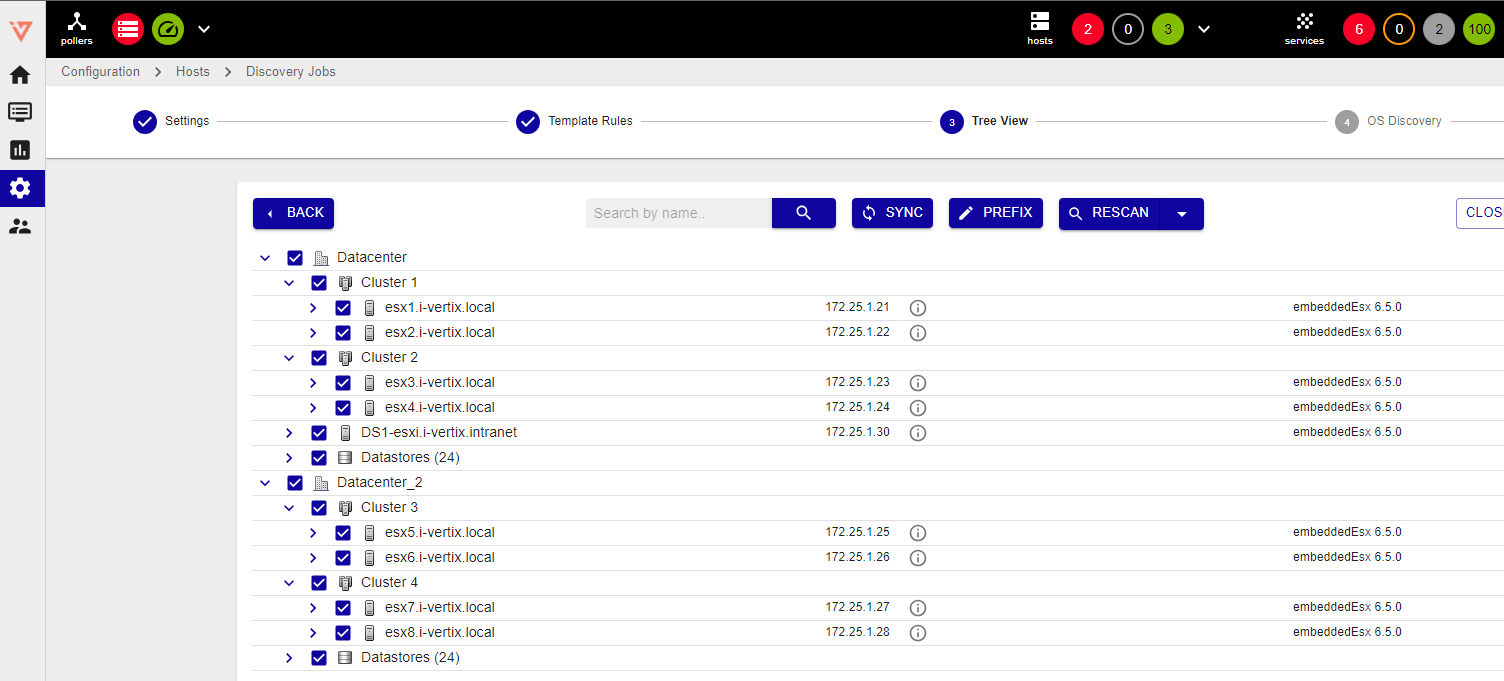 pollers
hosts 2 0 3
services 6 0 2 100
Configuration Hosts Discovery Jobs
Settings Template Rules 3 Tree View 4 OS Discovery
BACK Search by name.. SYNC PREFIX RESCAN CLOS
Datacenter
Cluster 1
esx1.i-vertix.local 172.25.1.21 embeddedEsx 6.5.0
esx2.i-vertix.local 172.25.1.22 embeddedEsx 6.5.0
Cluster 2
esx3.i-vertix.local 172.25.1.23 embeddedEsx 6.5.0
esx4.i-vertix.local 172.25.1.24 embeddedEsx 6.5.0
DS1-esxi.i-vertix.intranet 172.25.1.30 embeddedEsx 6.5.0
Datastores (24)
Datacenter_2
Cluster 3
esx5.i-vertix.local 172.25.1.25 embeddedEsx 6.5.0
esx6.i-vertix.local 172.25.1.26 embeddedEsx 6.5.0
Cluster 4
esx7.i-vertix.local 172.25.1.27 embeddedEsx 6.5.0
esx8.i-vertix.local 172.25.1.28 embeddedEsx 6.5.0
Datastores (24)